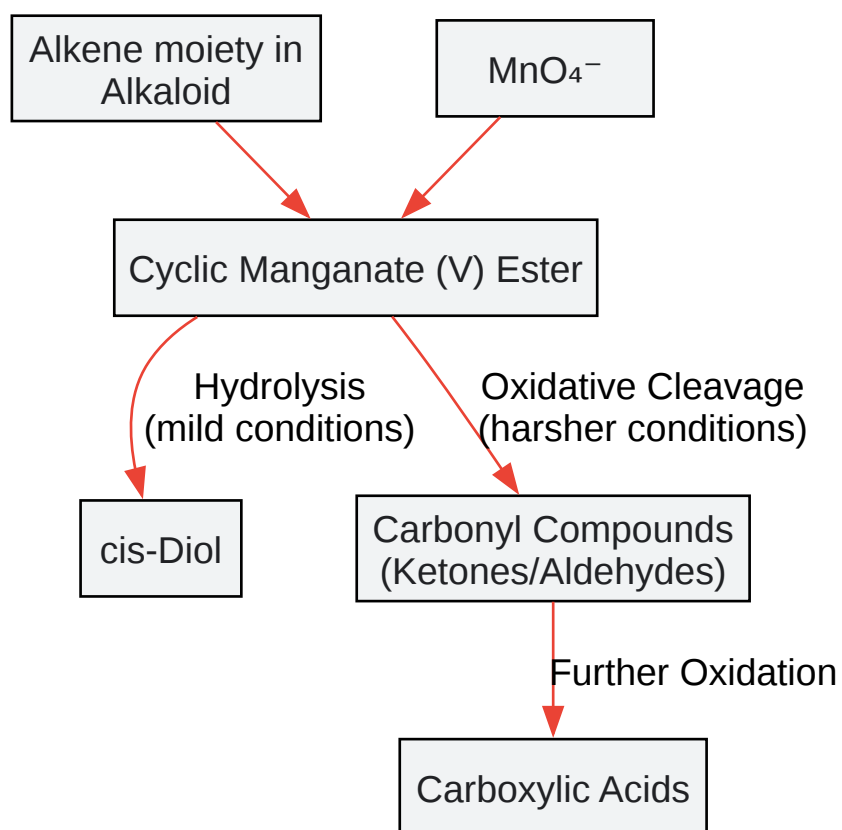 Alkene moiety in
Alkaloid
MnO₄⁻
Cyclic Manganate (V) Ester
Hydrolysis
(mild conditions)
Oxidative Cleavage
(harsher conditions)
cis-Diol
Carbonyl Compounds
(Ketones/Aldehydes)
Further Oxidation
Carboxylic Acids